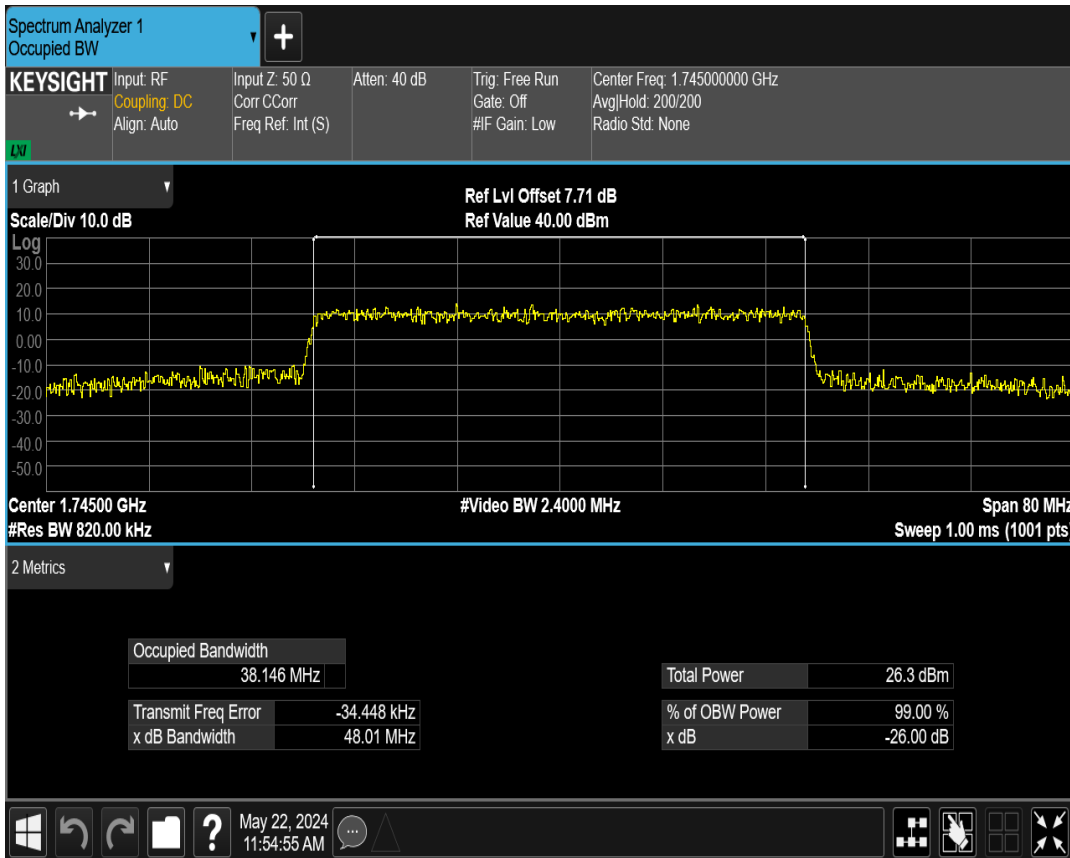 Spectrum Analyzer 1
Occupied BW
+
KEYSIGHT
LXI
Input: RF
Coupling: DC
Align: Auto
Input Z: 50 Ω
Corr CCorr
Freq Ref: Int (S)
Atten: 40 dB
Trig: Free Run
Gate: Off
#IF Gain: Low
Center Freq: 1.745000000 GHz
Avg|Hold: 200/200
Radio Std: None
1 Graph
Scale/Div 10.0 dB
Ref Lvl Offset 7.71 dB
Ref Value 40.00 dBm
Log
30.0
20.0
10.0
0.00
-10.0
-20.0
-30.0
-40.0
-50.0
Center 1.74500 GHz
#Video BW 2.4000 MHz
Span 80 MHz
#Res BW 820.00 kHz
Sweep 1.00 ms (1001 pts)
2 Metrics
Occupied Bandwidth
38.146 MHz
Total Power 26.3 dBm
Transmit Freq Error -34.448 kHz
% of OBW Power 99.00 %
x dB Bandwidth 48.01 MHz
x dB -26.00 dB
?
May 22, 2024
11:54:55 AM